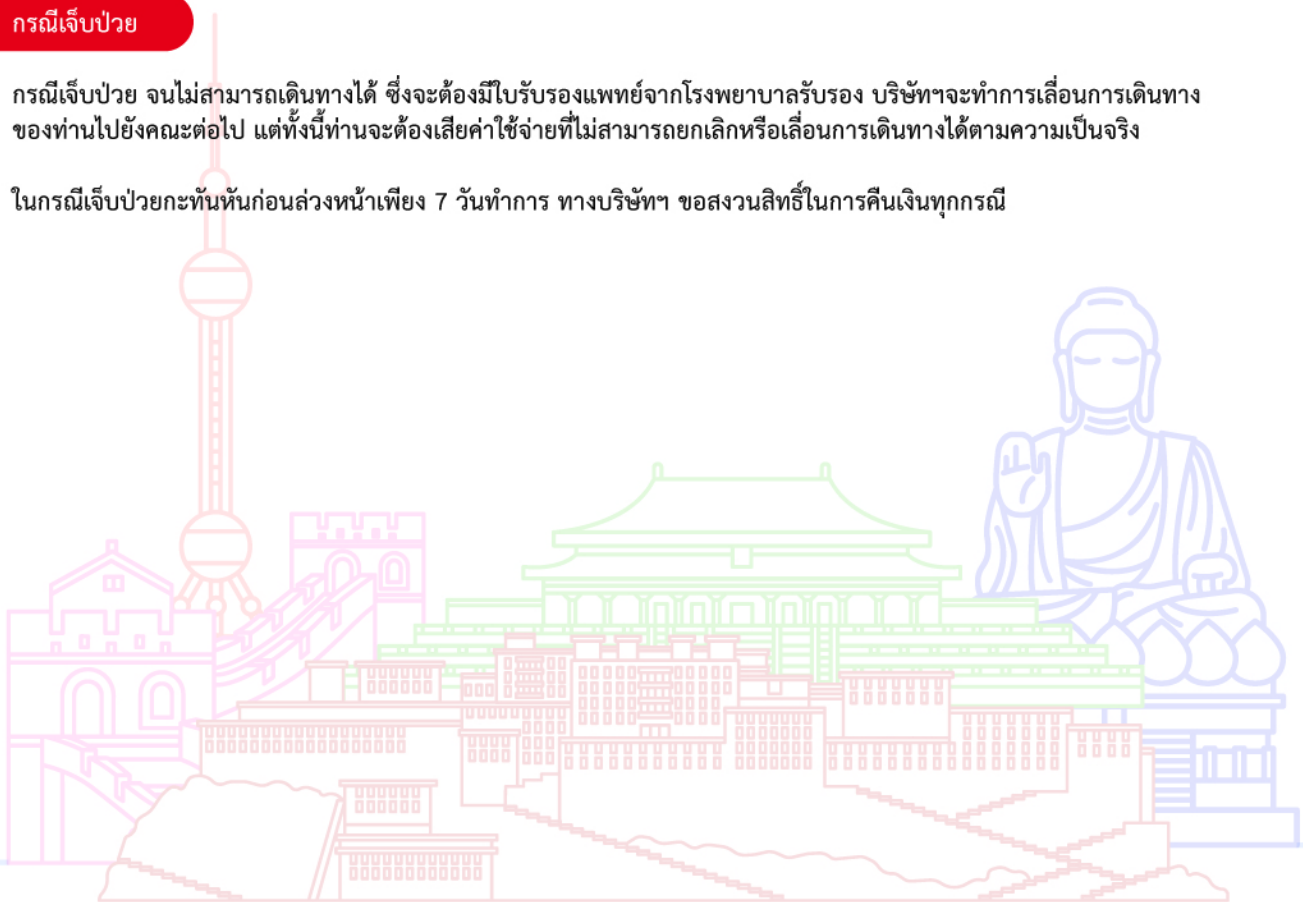 กรณีเจ็บป่วย
กรณีเจ็บป่วย จนไม่สามารถเดินทางได้ ซึ่งจะต้องมีใบรับรองแพทย์จากโรงพยาบาลรับรอง บริษัทฯจะทำการเลื่อนการเดินทาง
ของท่านไปยังคณะต่อไป แต่ทั้งนี้ท่านจะต้องเสียค่าใช้จ่ายที่ไม่สามารถยกเลิกหรือเลื่อนการเดินทางได้ตามความเป็นจริง
ในกรณีเจ็บป่วยกะทันหันก่อนล่วงหน้าเพียง 7 วันทำการ ทางบริษัทฯ ขอสงวนสิทธิ์ในการคืนเงินทุกกรณี